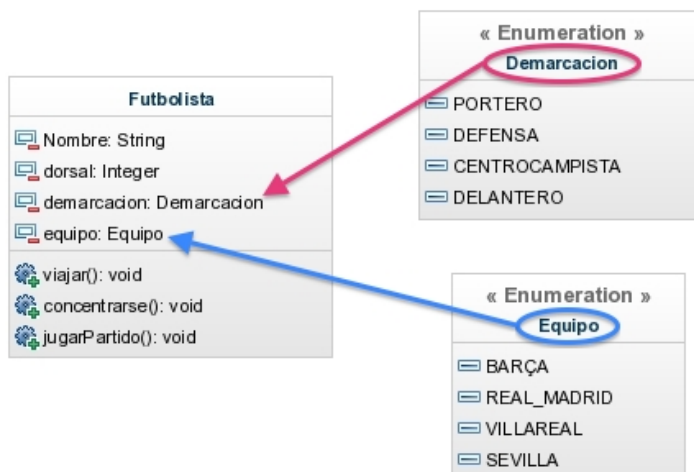 Futbolista
Nombre: String
dorsal: Integer
demarcacion: Demarcacion
equipo: Equipo
viajar(): void
concentrarse(): void
jugarPartido(): void
« Enumeration »
Demarcacion
PORTERO
DEFENSA
CENTROCAMPISTA
DELANTERO
« Enumeration »
Equipo
BARÇA
REAL_MADRID
VILLAREAL
SEVILLA